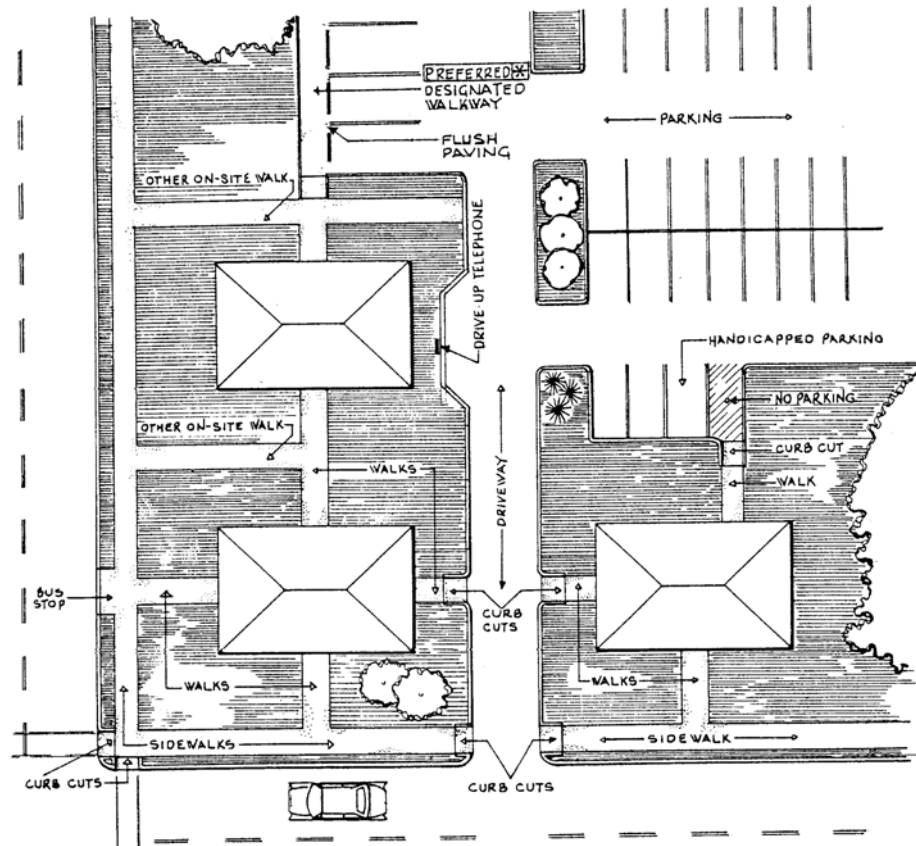 PREFERRED*
DESIGNATED
WALKWAY
PARKING
FLUSH
PAVING
OTHER ON-SITE WALK
DRIVE-UP TELEPHONE
HANDICAPPED PARKING
NO PARKING
OTHER ON-SITE WALK
CURB CUT
WALKS
WALK
DRIVEWAY
BUS
STOP
CURB
CUTS
WALKS
WALKS
SIDEWALKS
SIDEWALK
CURB CUTS
CURB CUTS